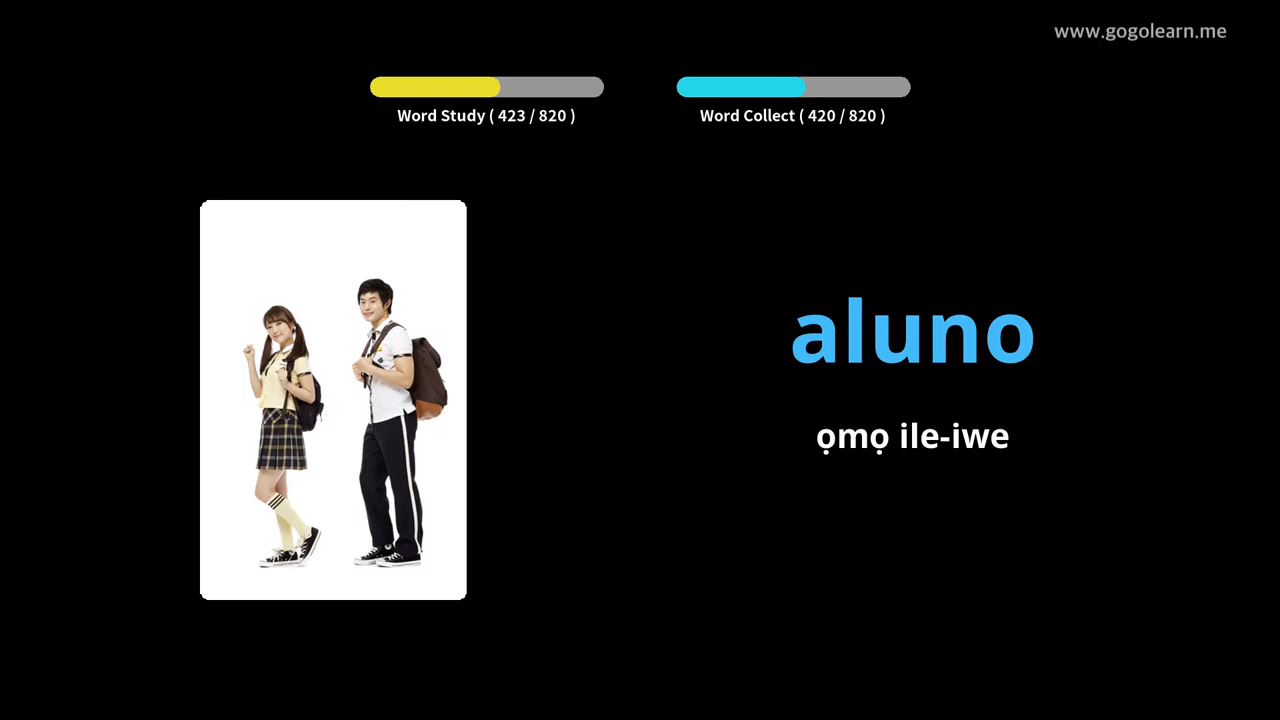 www.gogolearn.me
Word Study ( 423 / 820 )
Word Collect ( 420 / 820 )
aluno
ọmọ ile-iwe